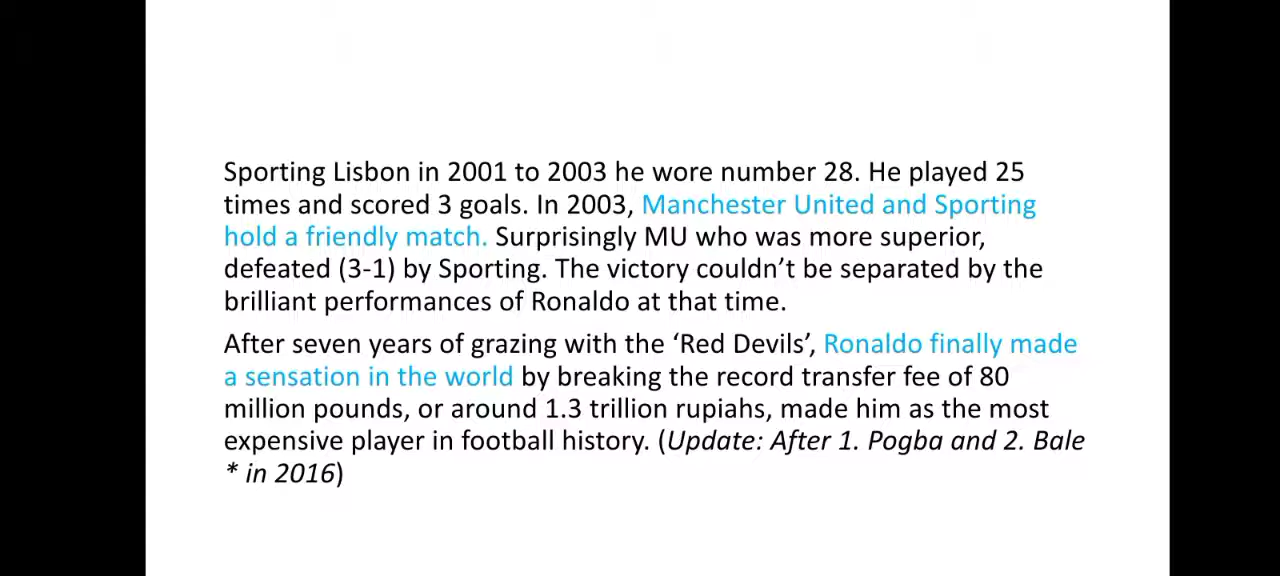 Sporting Lisbon in 2001 to 2003 he wore number 28. He played 25
times and scored 3 goals. In 2003, Manchester United and Sporting
hold a friendly match. Surprisingly MU who was more superior,
defeated (3-1) by Sporting. The victory couldn’t be separated by the
brilliant performances of Ronaldo at that time.
After seven years of grazing with the ‘Red Devils’, Ronaldo finally made
a sensation in the world by breaking the record transfer fee of 80
million pounds, or around 1.3 trillion rupiahs, made him as the most
expensive player in football history. (Update: After 1. Pogba and 2. Bale
* in 2016)